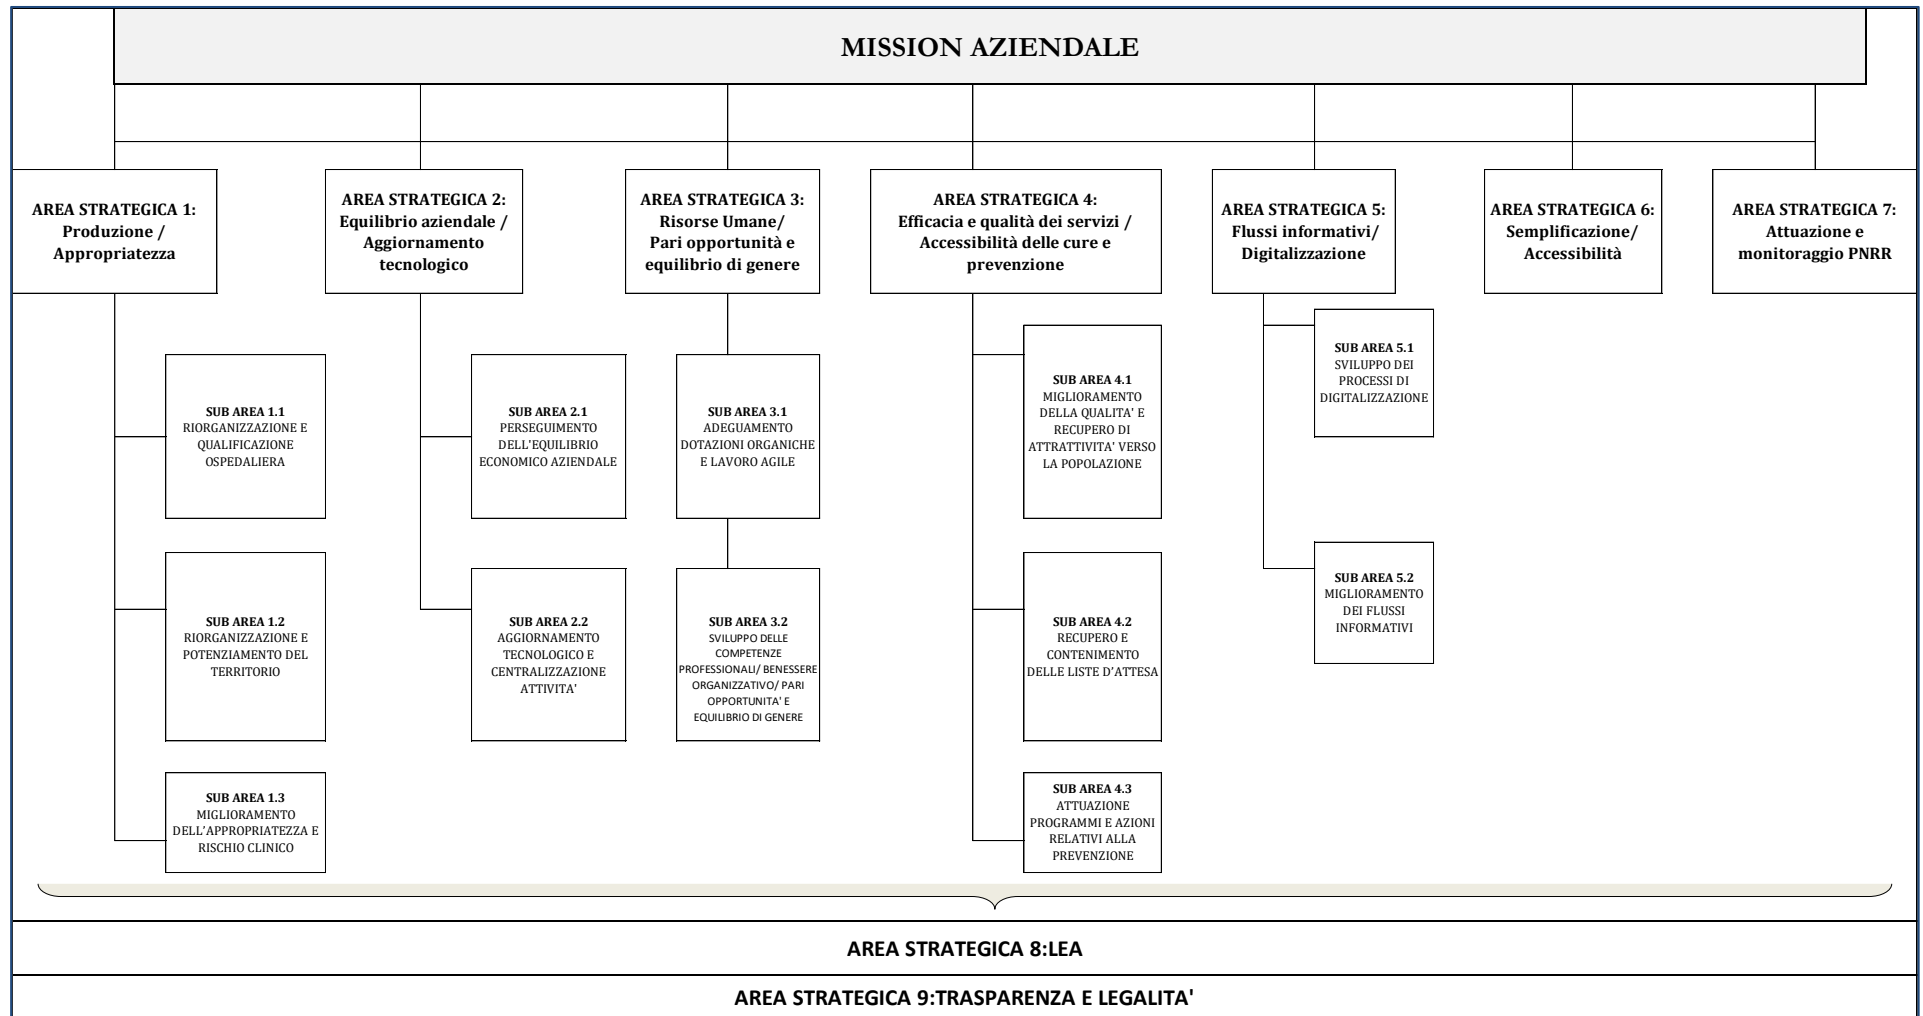 MISSION AZIENDALE
AREA STRATEGICA 1:
Produzione /
Appropriatezza
AREA STRATEGICA 2:
Equilibrio aziendale /
Aggiornamento
tecnologico
AREA STRATEGICA 3:
Risorse Umane/
Pari opportunità e
equilibrio di genere
AREA STRATEGICA 4:
Efficacia e qualità dei servizi /
Accessibilità delle cure e
prevenzione
AREA STRATEGICA 5:
Flussi informativi/
Digitalizzazione
AREA STRATEGICA 6:
Semplificazione/
Accessibilità
AREA STRATEGICA 7:
Attuazione e
monitoraggio PNRR
SUB AREA 1.1
RIORGANIZZAZIONE E
QUALIFICAZIONE
OSPEDALIERA
SUB AREA 2.1
PERSEGUIMENTO
DELL'EQUILIBRIO
ECONOMICO AZIENDALE
SUB AREA 3.1
ADEGUAMENTO
DOTAZIONI ORGANICHE
E LAVORO AGILE
SUB AREA 4.1
MIGLIORAMENTO
DELLA QUALITA' E
RECUPERO DI
ATTRATTIVITA' VERSO
LA POPOLAZIONE
SUB AREA 5.1
SVILUPPO DEI
PROCESSI DI
DIGITALIZZAZIONE
SUB AREA 1.2
RIORGANIZZAZIONE E
POTENZIAMENTO DEL
TERRITORIO
SUB AREA 2.2
AGGIORNAMENTO
TECNOLOGICO E
CENTRALIZZAZIONE
ATTIVITA'
SUB AREA 3.2
SVILUPPO DELLE
COMPETENZE
PROFESSIONALI/ BENESSERE
ORGANIZZATIVO/ PARI
OPPORTUNITA' E
EQUILIBRIO DI GENERE
SUB AREA 4.2
RECUPERO E
CONTENIMENTO
DELLE LISTE D'ATTESA
SUB AREA 5.2
MIGLIORAMENTO
DEI FLUSSI
INFORMATIVI
SUB AREA 1.3
MIGLIORAMENTO
DELL'APPROPRIATEZZA E
RISCHIO CLINICO
SUB AREA 4.3
ATTUAZIONE
PROGRAMMI E AZIONI
RELATIVI ALLA
PREVENZIONE
AREA STRATEGICA 8:LEA
AREA STRATEGICA 9:TRASPARENZA E LEGALITA'